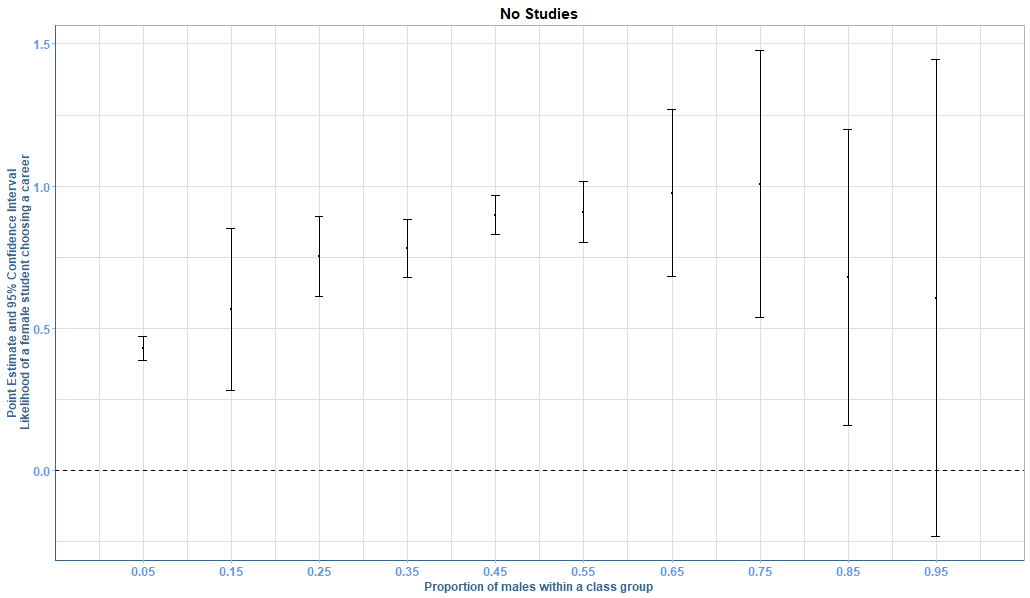 No Studies
Point Estimate and 95% Confidence Interval
Likelihood of a female student choosing a career
1.5
1.0
0.5
0.0
0.05 0.15 0.25 0.35 0.45 0.55 0.65 0.75 0.85 0.95
Proportion of males within a class group